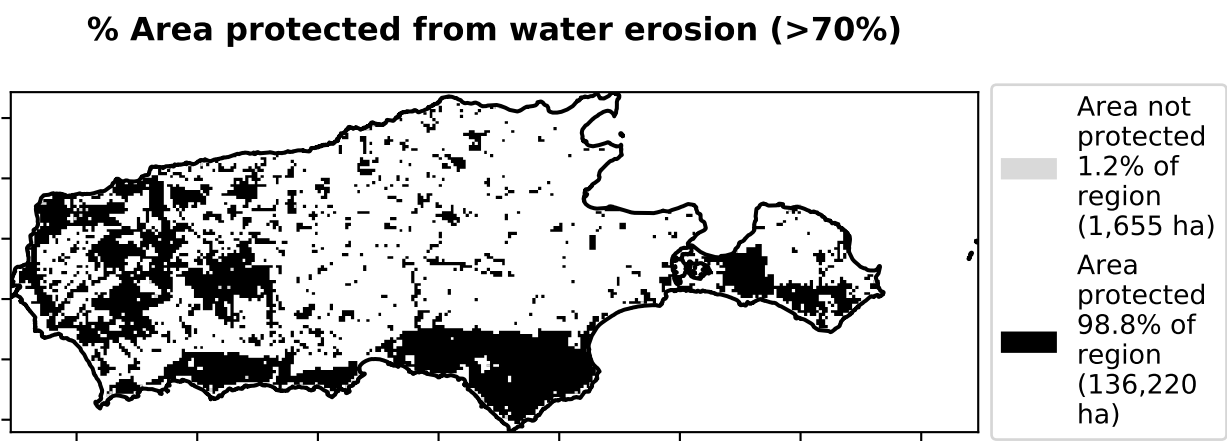 % Area protected from water erosion (>70%)
Area not
protected
1.2% of
region
(1,655 ha)
Area
protected
98.8% of
region
(136,220
ha)